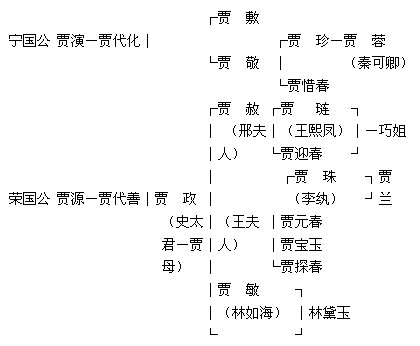 ┌贾 敷
宁国公 贾演—贾代化| ┌贾 珍—贾 蓉
└贾 敬 | （秦可卿）
└贾惜春
┌贾 赦 ┌贾 琏 ┐
| （邢夫 |（王熙凤） |—巧姐
|人） └贾迎春 ┘
| ┌贾 珠 ┐贾
荣国公 贾源—贾代善|贾 政 （李纨） ┘兰
（史太 |（王夫 |贾元春
君—贾 |人） |贾宝玉
母） | └贾探春
|贾 敏 ┐
|（林如海） |林黛玉
└ ┘